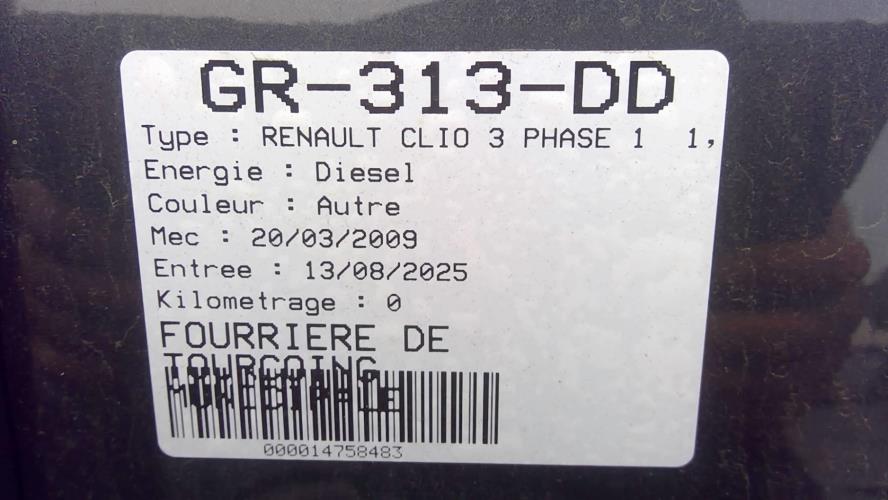 GR-313-DD
Type : RENAULT CLIO 3 PHASE 1 1,
Energie : Diesel
Couleur : Autre
Mec : 20/03/2009
Entree : 13/08/2025
Kilometrage : 0
FOURRIERE DE
TOURCOING
MUNICIPALE
000014758483